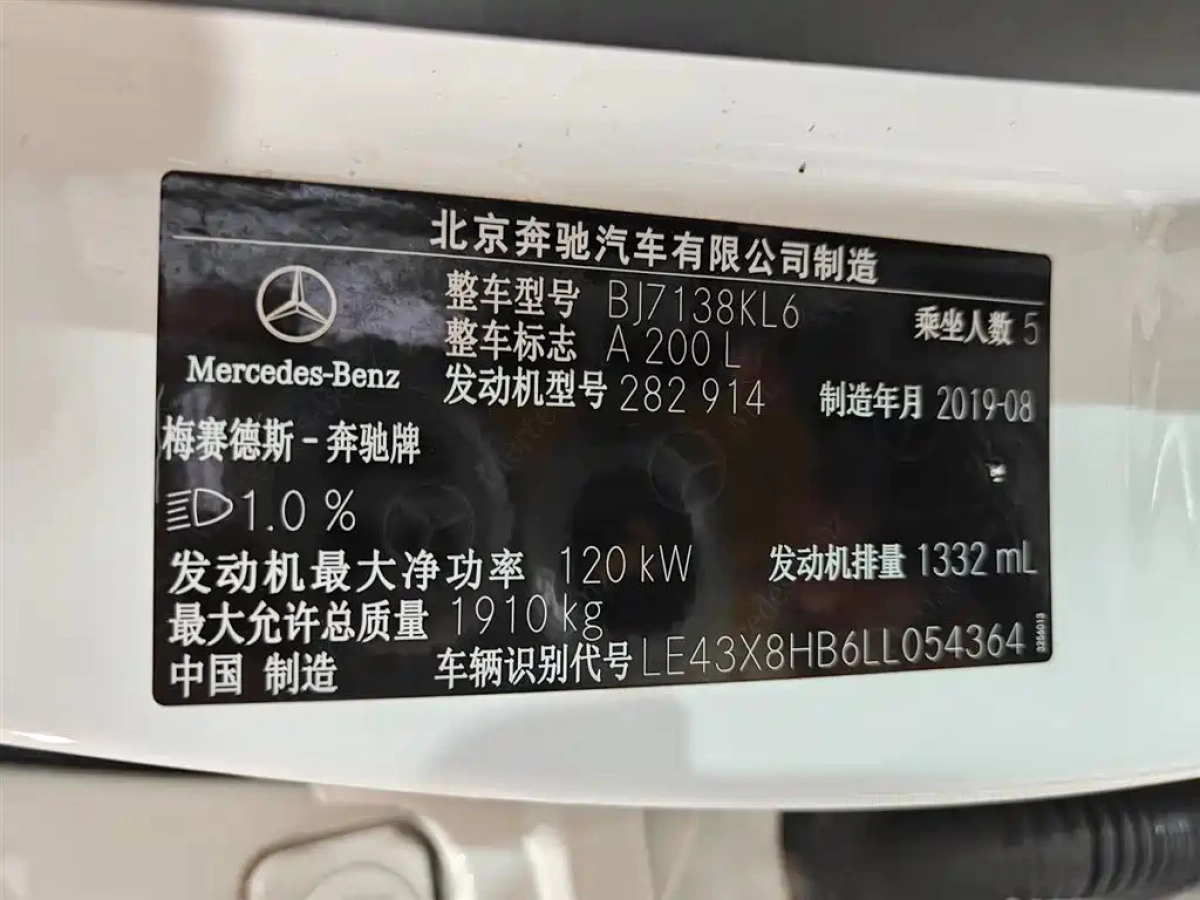 北京奔驰汽车有限公司制造
Mercedes-Benz
整车型号 BJ7138KL6 乘坐人数 5
整车标志 A 200 L
发动机型号 282 914 制造年月 2019-08
梅赛德斯-奔驰牌
1.0 %
发动机最大净功率 120 kW 发动机排量 1332 mL
最大允许总质量 1910 kg
中国 制造 车辆识别代号 LE43X8HB6LL054364
3256013